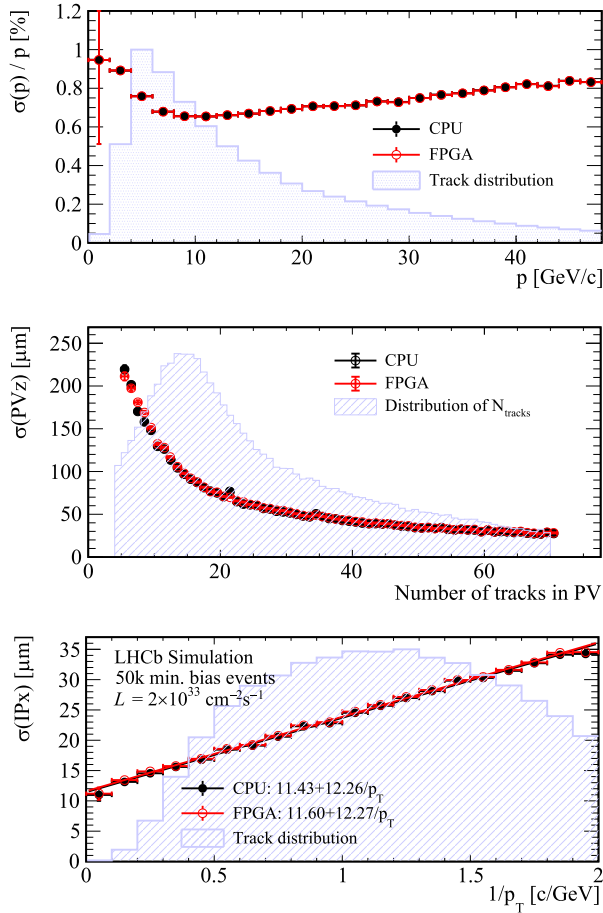 σ(p) / p [%]
1.2
1
0.8
0.6
0.4
0.2
0
CPU
FPGA
Track distribution
0 10 20 30 40
p [GeV/c]
σ(PVz) [μm]
250
200
150
100
50
0
CPU
FPGA
Distribution of N_tracks
0 20 40 60
Number of tracks in PV
σ(IPx) [μm]
35
30
25
20
15
10
5
0
LHCb Simulation
50k min. bias events
L = 2×10³³ cm⁻²s⁻¹
CPU: 11.43+12.26/p_T
FPGA: 11.60+12.27/p_T
Track distribution
0 0.5 1 1.5 2
1/p_T [c/GeV]